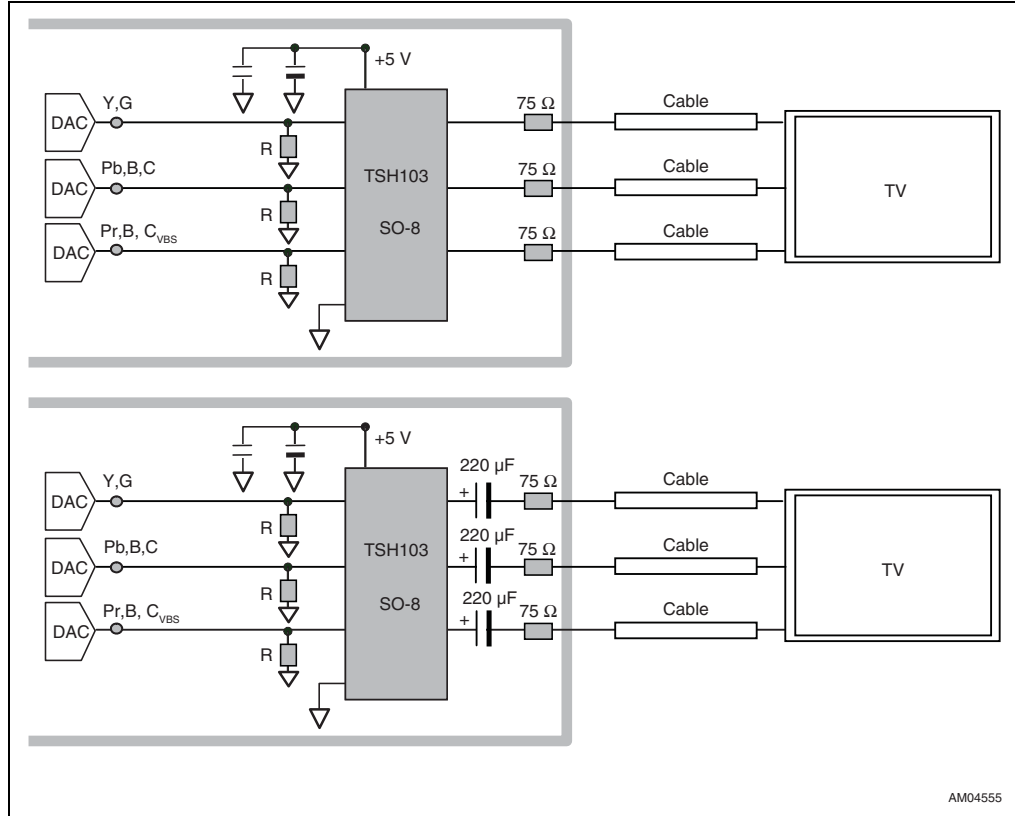 +5 V
Y,G
DAC
R
75 Ω
Cable
Pb,B,C
DAC
R
TSH103
75 Ω
Cable
TV
Pr,B, CVBS
DAC
R
SO-8
75 Ω
Cable
+5 V
Y,G
DAC
R
220 µF
+
75 Ω
Cable
Pb,B,C
DAC
R
TSH103
220 µF
+
75 Ω
Cable
TV
Pr,B, CVBS
DAC
R
SO-8
220 µF
+
75 Ω
Cable
AM04555